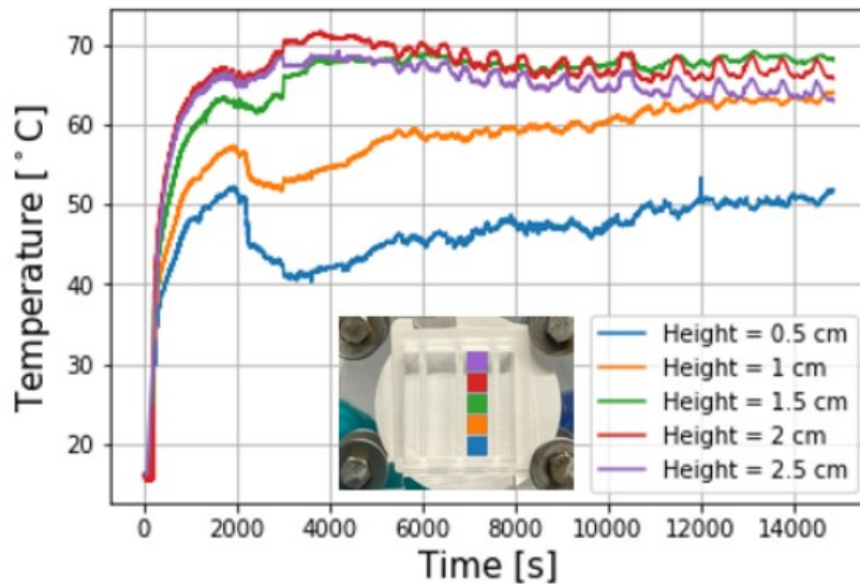 Temperature [°C]
70
60
50
40
30
20
0 2000 4000 6000 8000 10000 12000 14000
Time [s]
Height = 0.5 cm
Height = 1 cm
Height = 1.5 cm
Height = 2 cm
Height = 2.5 cm